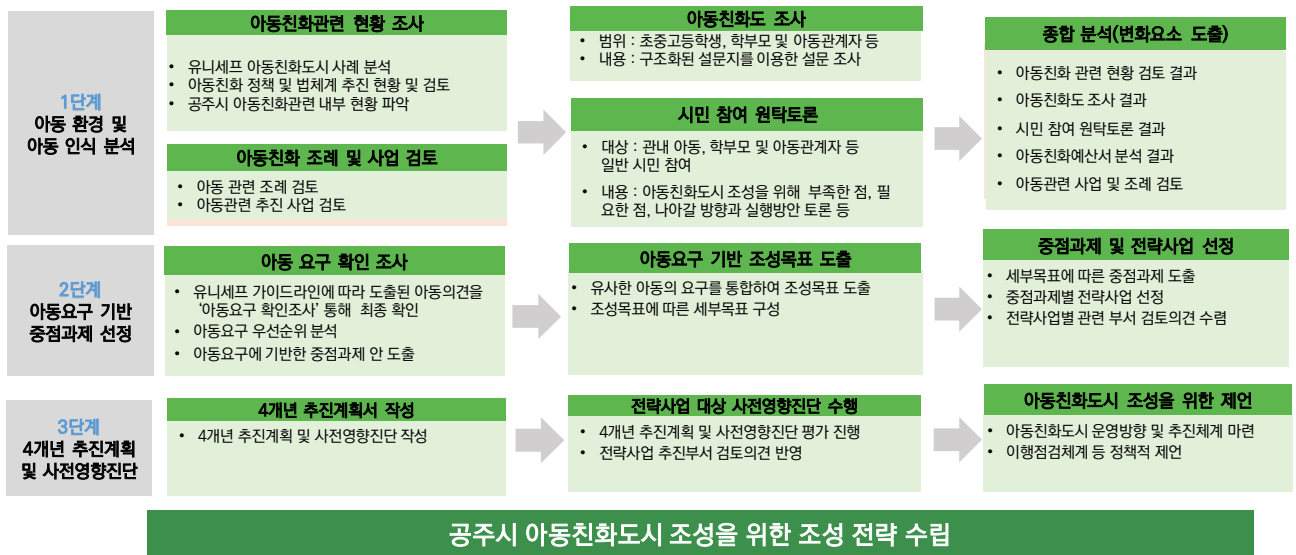 1단계
아동 환경 및
아동 인식 분석
아동친화관련 현황 조사
• 유니세프 아동친화도시 사례 분석
• 아동친화 정책 및 법체계 추진 현황 및 검토
• 공주시 아동친화관련 내부 현황 파악
아동친화 조례 및 사업 검토
• 아동 관련 조례 검토
• 아동관련 추진 사업 검토
아동친화도 조사
• 범위 : 초중고등학생, 학부모 및 아동관계자 등
• 내용 : 구조화된 설문지를 이용한 설문 조사
시민 참여 원탁토론
• 대상 : 관내 아동, 학부모 및 아동관계자 등
일반 시민 참여
• 내용 : 아동친화도시 조성을 위해 부족한 점, 필
요한 점, 나아갈 방향과 실행방안 토론 등
종합 분석(변화요소 도출)
• 아동친화 관련 현황 검토 결과
• 아동친화도 조사 결과
• 시민 참여 원탁토론 결과
• 아동친화예산서 분석 결과
• 아동관련 사업 및 조례 검토
2단계
아동요구 기반
중점과제 선정
아동 요구 확인 조사
• 유니세프 가이드라인에 따라 도출된 아동의견을
‘아동요구 확인조사’ 통해 최종 확인
• 아동요구 우선순위 분석
• 아동요구에 기반한 중점과제 안 도출
아동요구 기반 조성목표 도출
• 유사한 아동의 요구를 통합하여 조성목표 도출
• 조성목표에 따른 세부목표 구성
중점과제 및 전략사업 선정
• 세부목표에 따른 중점과제 도출
• 중점과제별 전략사업 선정
• 전략사업별 관련 부서 검토의견 수렴
3단계
4개년 추진계획
및 사전영향진단
4개년 추진계획서 작성
• 4개년 추진계획 및 사전영향진단 작성
전략사업 대상 사전영향진단 수행
• 4개년 추진계획 및 사전영향진단 평가 진행
• 전략사업 추진부서 검토의견 반영
아동친화도시 조성을 위한 제언
• 아동친화도시 운영방향 및 추진체계 마련
• 이행점검체계 등 정책적 제언
공주시 아동친화도시 조성을 위한 조성 전략 수립